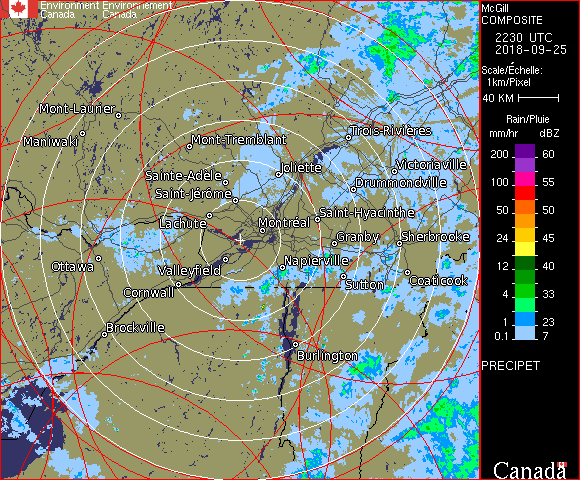 Environment Environnement
Canada Canada
McGill
COMPOSITE
2230 UTC
2018-09-25
Scale/Échelle:
1km/Pixel
40 KM
Rain/Pluie
mm/hr dBZ
200 60
150 57
100 55
50 50
24 45
12 40
4 33
1 23
0.1 7
PRECIPET
Canada
Mont-Laurier
Maniwaki
Mont-Tremblant
Trois-Rivières
Sainte-Adèle
Joliette
Victoriaville
Saint-Jérôme
Drummondville
Lachute
Montréal
Saint-Hyacinthe
Granby
Sherbrooke
Ottawa
Valleyfield
Napierville
Cornwall
Sutton
Coaticook
Brockville
Burlington